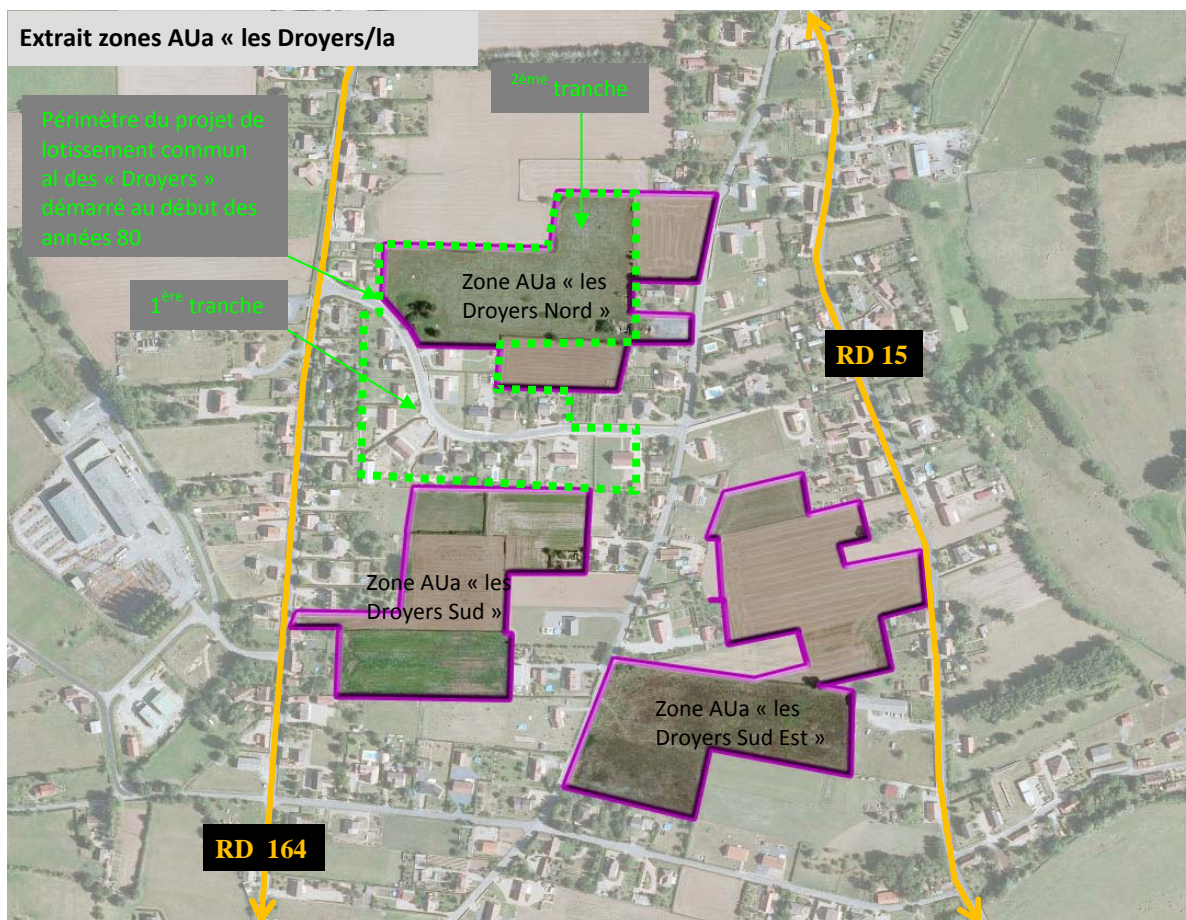 Extrait zones AUa « les Droyers/la
2ème tranche
Périmètre du projet de
lotissement commun
al des « Droyers »
démarré au début des
années 80
1ère tranche
Zone AUa « les
Droyers Nord »
RD 15
Zone AUa « les
Droyers Sud »
Zone AUa « les
Droyers Sud Est »
RD 164